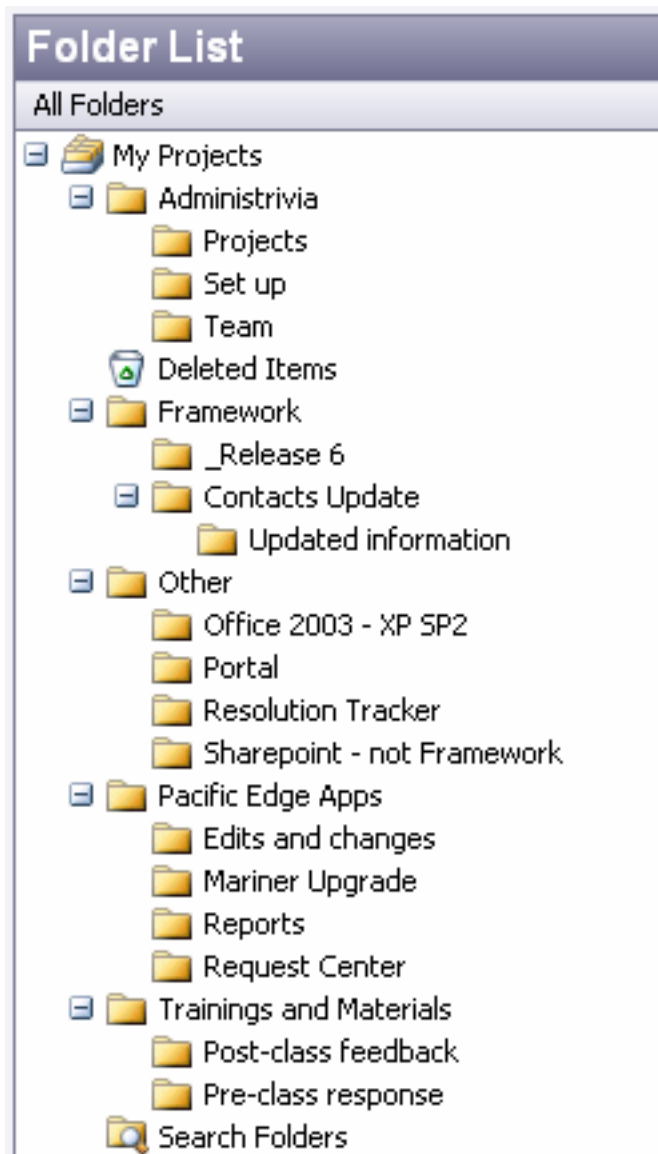 Folder List
All Folders
My Projects
Administrivia
Projects
Set up
Team
Deleted Items
Framework
_Release 6
Contacts Update
Updated information
Other
Office 2003 - XP SP2
Portal
Resolution Tracker
Sharepoint - not Framework
Pacific Edge Apps
Edits and changes
Mariner Upgrade
Reports
Request Center
Trainings and Materials
Post-class feedback
Pre-class response
Search Folders